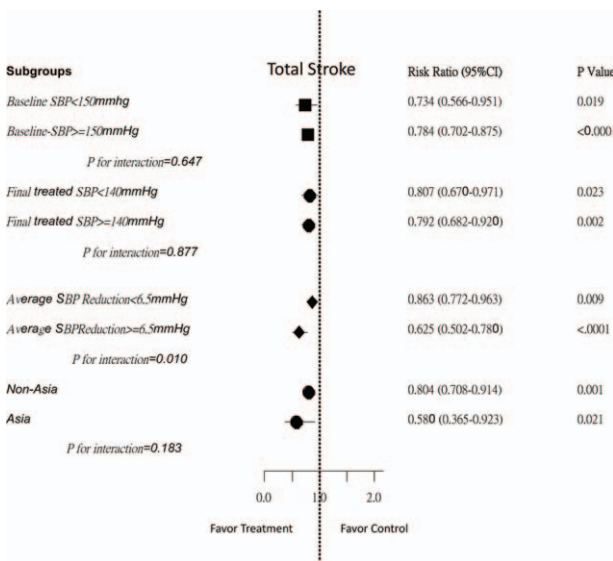 Subgroups Total Stroke Risk Ratio (95%CI) P Value
Baseline SBP<150mmhg 0.734 (0.566-0.951) 0.019
Baseline-SBP>=150mmHg 0.784 (0.702-0.875) <0.000
P for interaction=0.647
Final treated SBP<140mmHg 0.807 (0.670-0.971) 0.023
Final treated SBP>=140mmHg 0.792 (0.682-0.920) 0.002
P for interaction=0.877
Average SBP Reduction<6.5mmHg 0.863 (0.772-0.963) 0.009
Average SBPReduction>=6.5mmHg 0.625 (0.502-0.780) <.0001
P for interaction=0.010
Non-Asia 0.804 (0.708-0.914) 0.001
Asia 0.580 (0.365-0.923) 0.021
P for interaction=0.183
0.0 1.0 2.0
Favor Treatment Favor Control